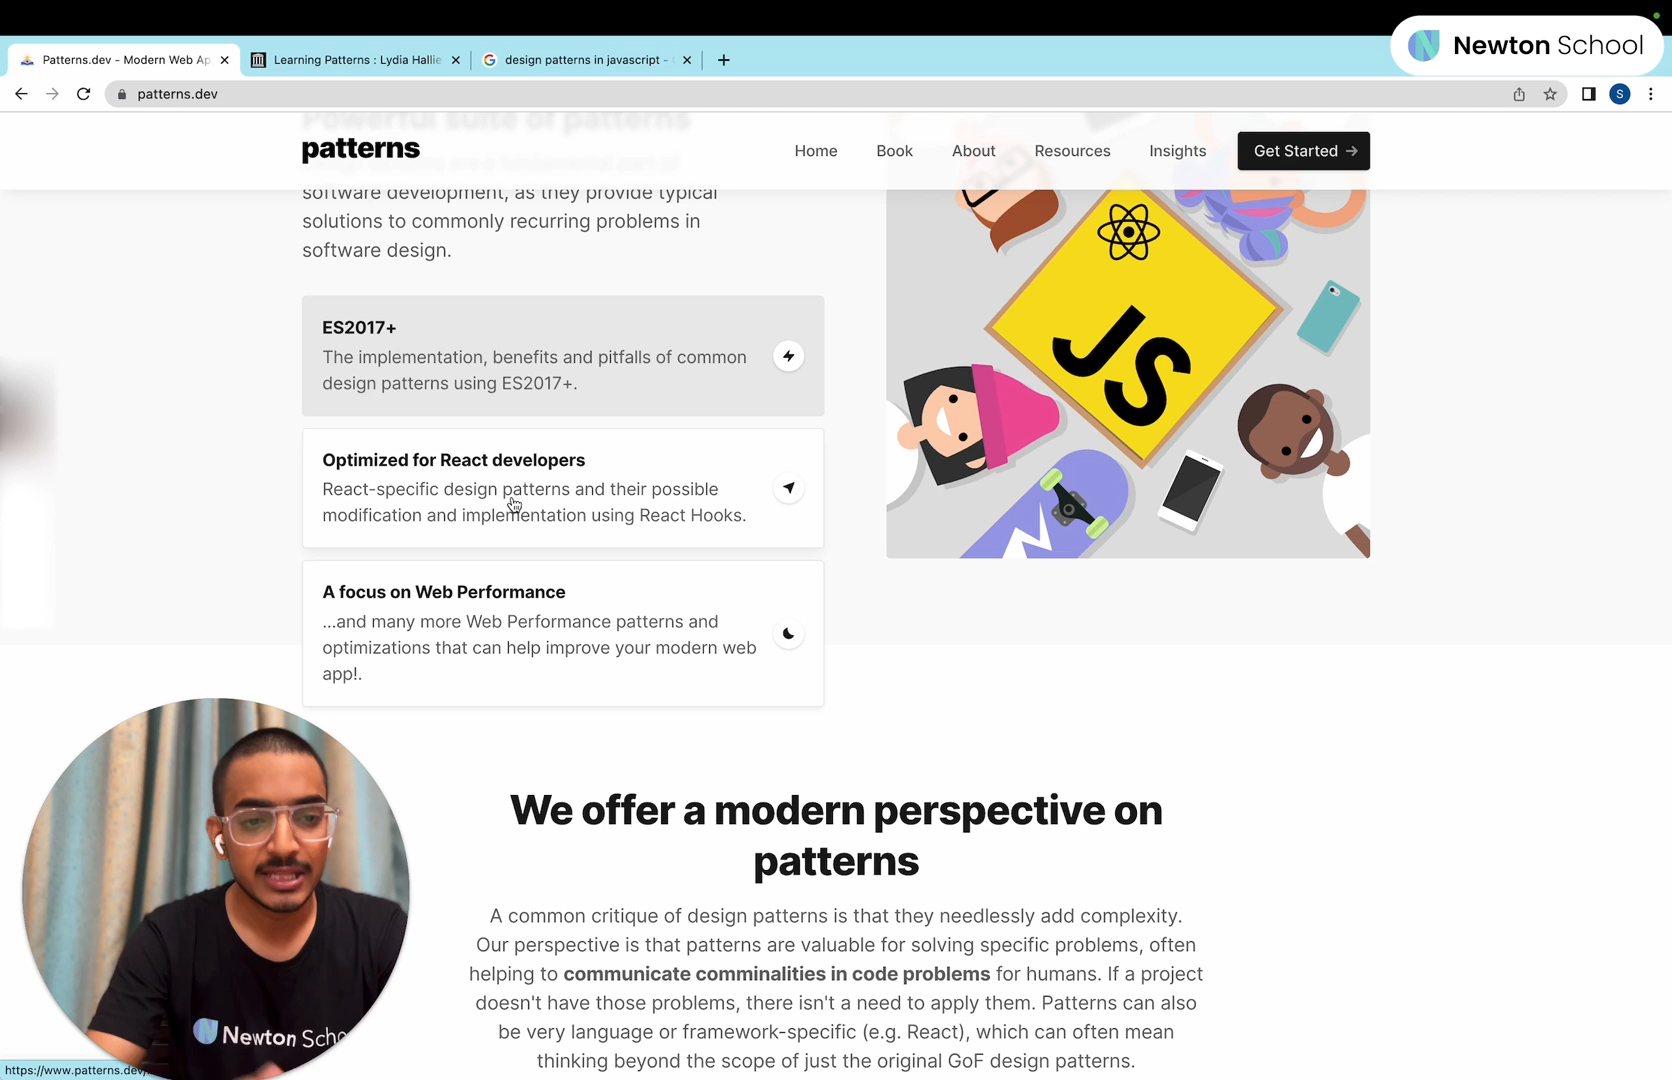 Newton School
Patterns.dev - Modern Web Ap
Learning Patterns : Lydia Hallie
design patterns in javascript -
patterns.dev
S
Powerful suite of patterns
patterns
Home
Book
About
Resources
Insights
Get Started →
software development, as they provide typical
solutions to commonly recurring problems in
software design.
ES2017+
The implementation, benefits and pitfalls of common
design patterns using ES2017+.
Optimized for React developers
React-specific design patterns and their possible
modification and implementation using React Hooks.
A focus on Web Performance
...and many more Web Performance patterns and
optimizations that can help improve your modern web
app!.
JS
We offer a modern perspective on
patterns
A common critique of design patterns is that they needlessly add complexity.
Our perspective is that patterns are valuable for solving specific problems, often
helping to communicate comminalities in code problems for humans. If a project
doesn't have those problems, there isn't a need to apply them. Patterns can also
be very language or framework-specific (e.g. React), which can often mean
thinking beyond the scope of just the original GoF design patterns.
Newton Scho
https://www.patterns.dev